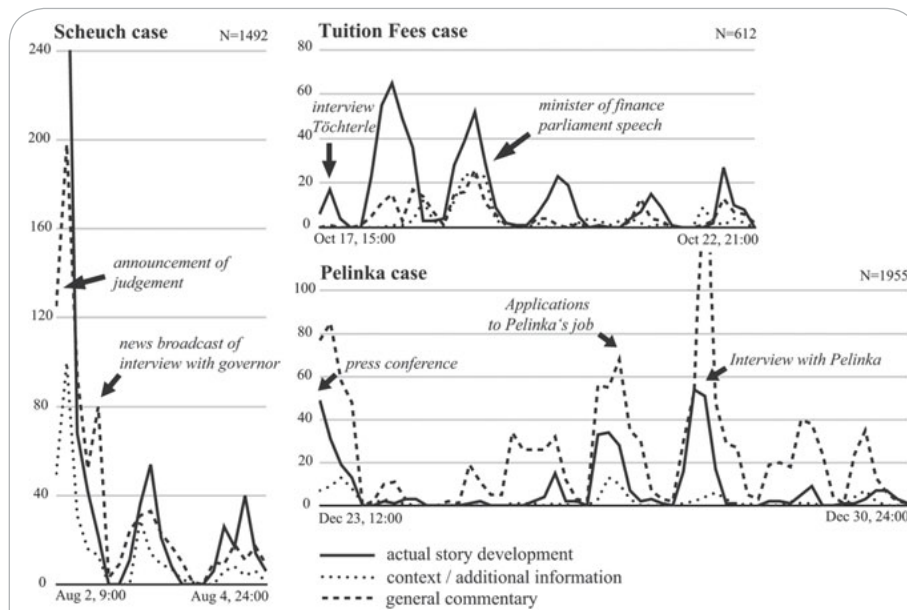 Scheuch case N=1492
240
200
160
120
80
40
0
announcement of
judgement
news broadcast of
interview with governor
Aug 2, 9:00 Aug 4, 24:00
Tuition Fees case N=612
80
60
40
20
0
interview
Töchterle
minister of finance
parliament speech
Oct 17, 15:00 Oct 22, 21:00
Pelinka case N=1955
100
80
60
40
20
0
press conference
Applications
to Pelinka's job
Interview with Pelinka
Dec 23, 12:00 Dec 30, 24:00
actual story development
context / additional information
general commentary